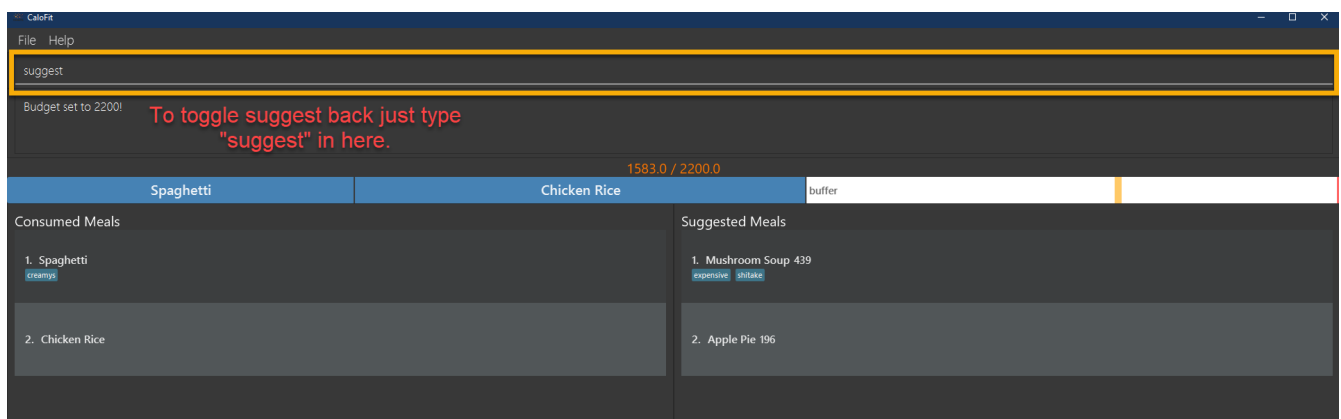 CaloFit
File Help
suggest
Budget set to 2200!
To toggle suggest back just type
"suggest" in here.
1583.0 / 2200.0
Spaghetti
Chicken Rice
buffer
Consumed Meals
1. Spaghetti
creamys
2. Chicken Rice
Suggested Meals
1. Mushroom Soup 439
expensive shitake
2. Apple Pie 196